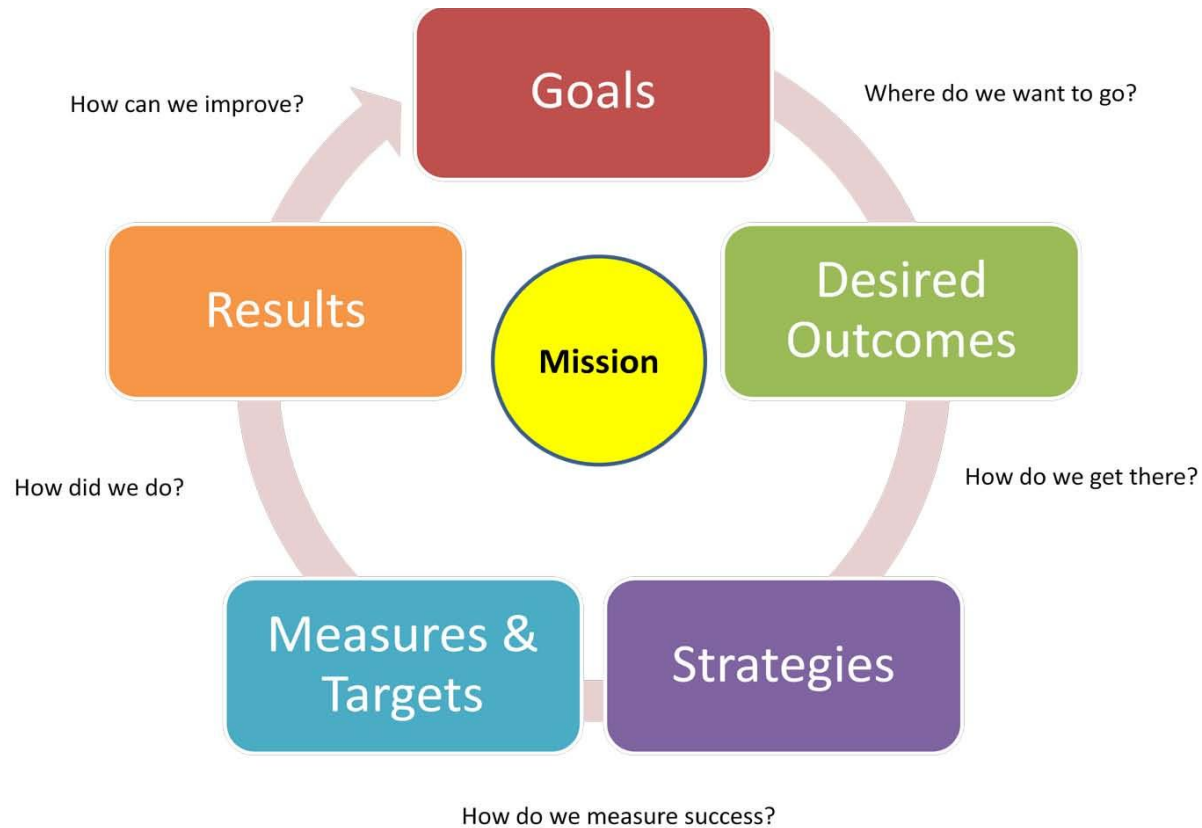 Goals
How can we improve?
Where do we want to go?
Results
Desired
Outcomes
Mission
How did we do?
How do we get there?
Measures &
Targets
Strategies
How do we measure success?